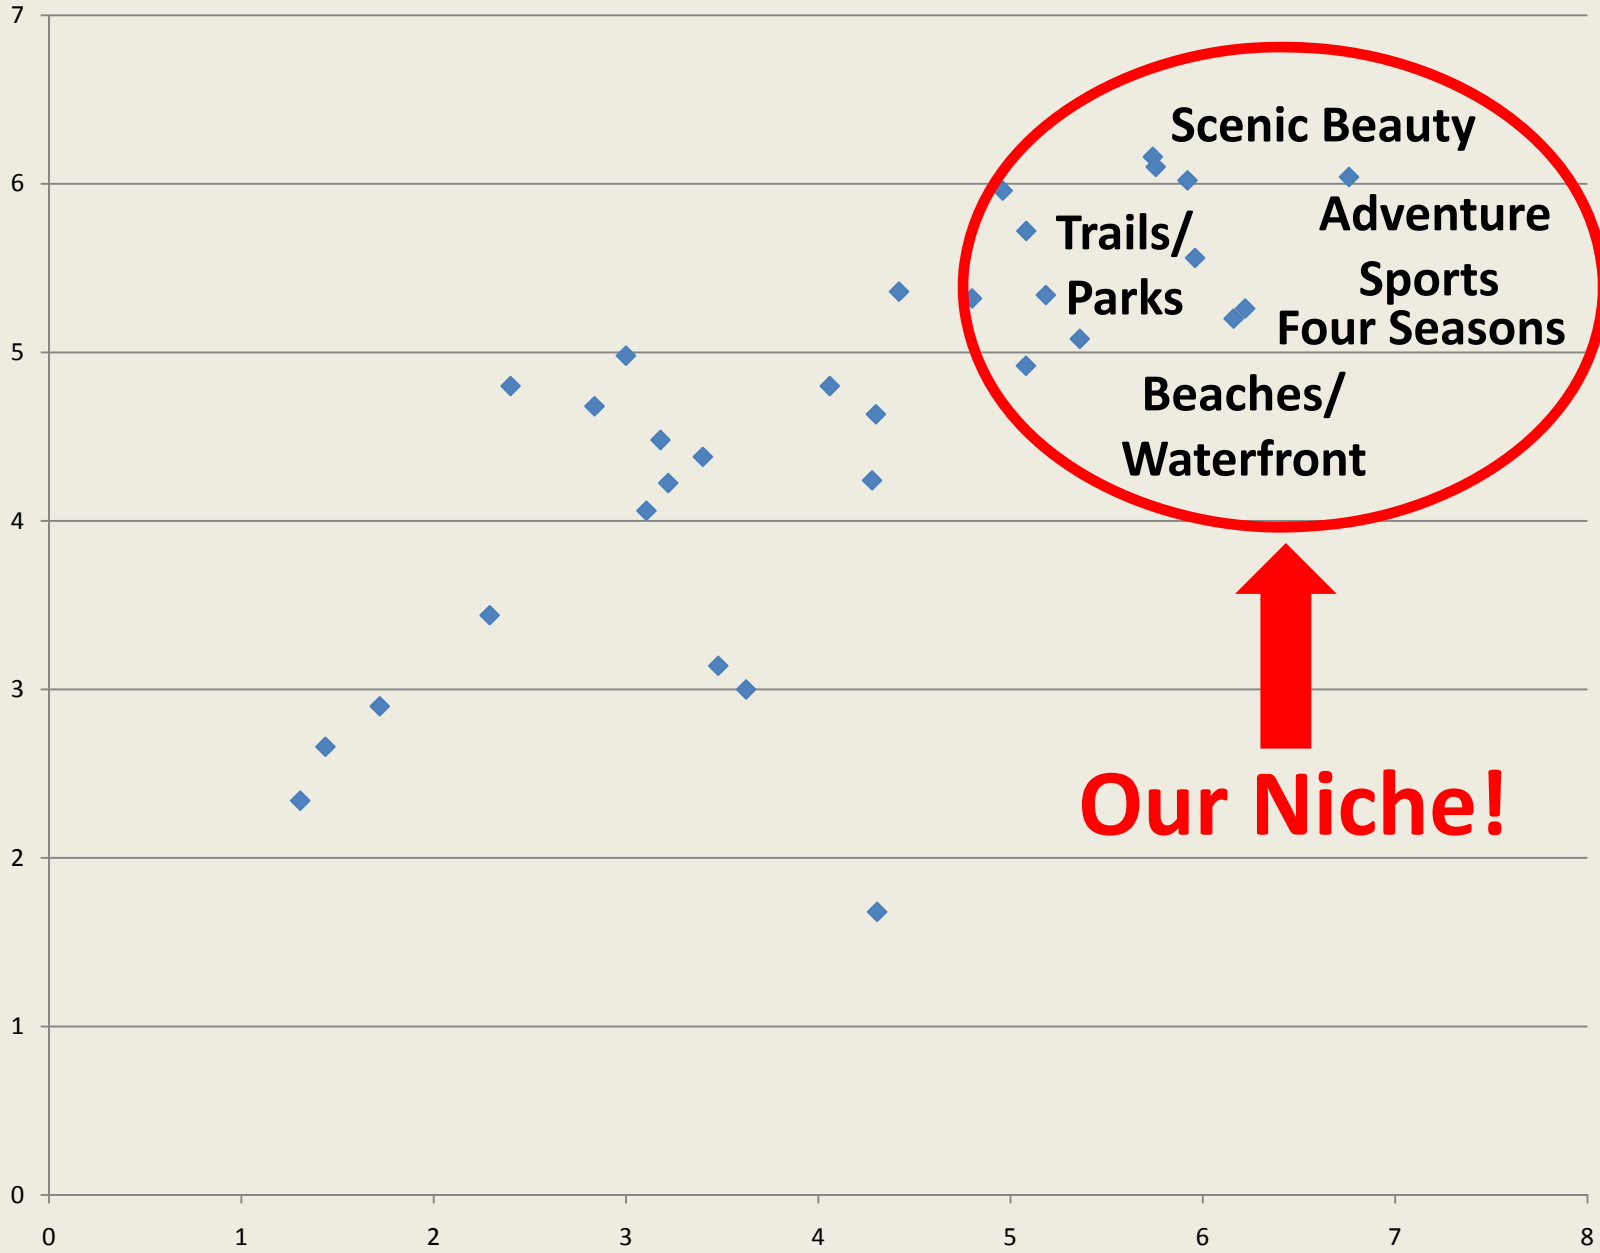 7
6
5
4
3
2
1
0
Scenic Beauty
Trails/
Parks
Adventure
Sports
Four Seasons
Beaches/
Waterfront
Our Niche!
0 1 2 3 4 5 6 7 8